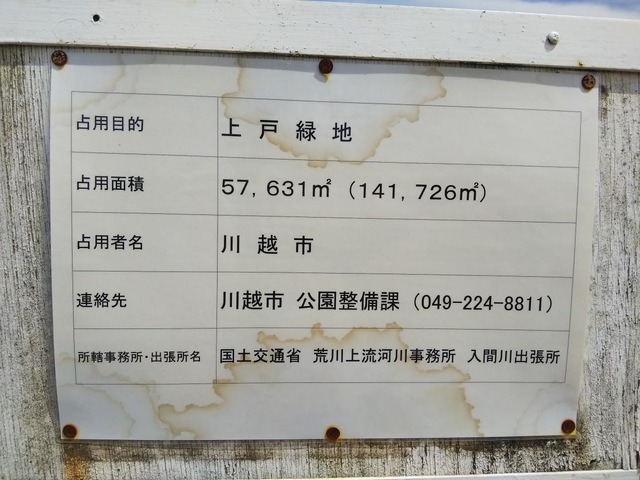 占用目的 上戸緑地
占用面積 57,631㎡（141,726㎡）
占用者名 川越市
連絡先 川越市 公園整備課（049-224-8811）
所轄事務所・出張所名 国土交通省 荒川上流河川事務所 入間川出張所